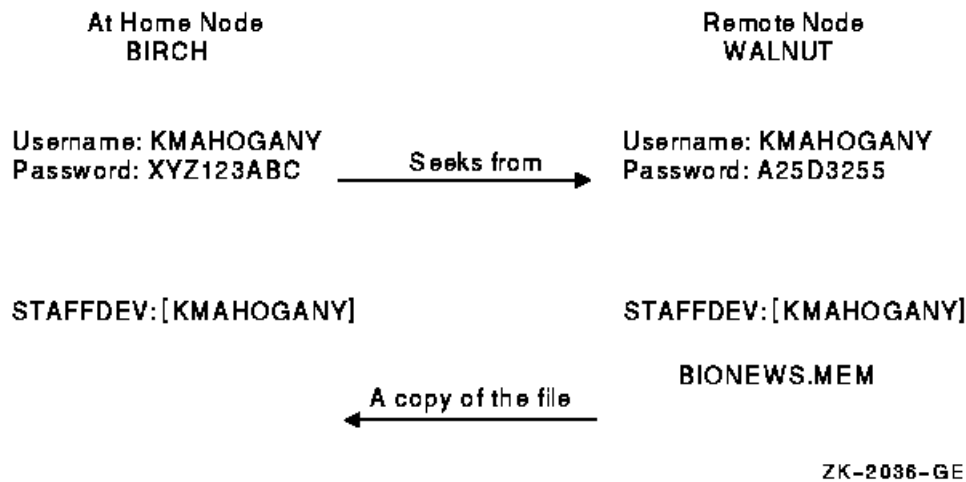 At Home Node
BIRCH
Remote Node
WALNUT
Username: KMAHOGANY
Password: XYZ123ABC
Seeks from
Username: KMAHOGANY
Password: A25D3255
STAFFDEV:[KMAHOGANY]
STAFFDEV:[KMAHOGANY]
BIONEWS.MEM
A copy of the file
ZK-2036-GE